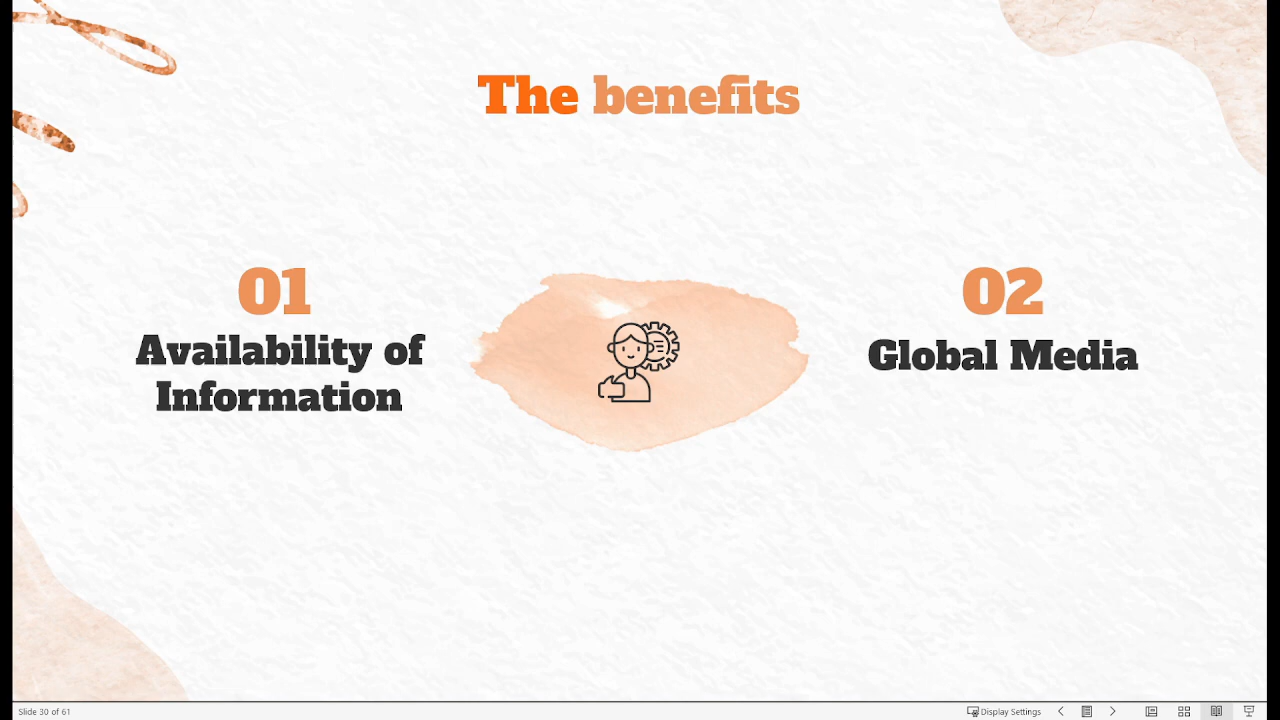 The benefits
01
Availability of
Information
02
Global Media
Slide 30 of 61
Display Settings